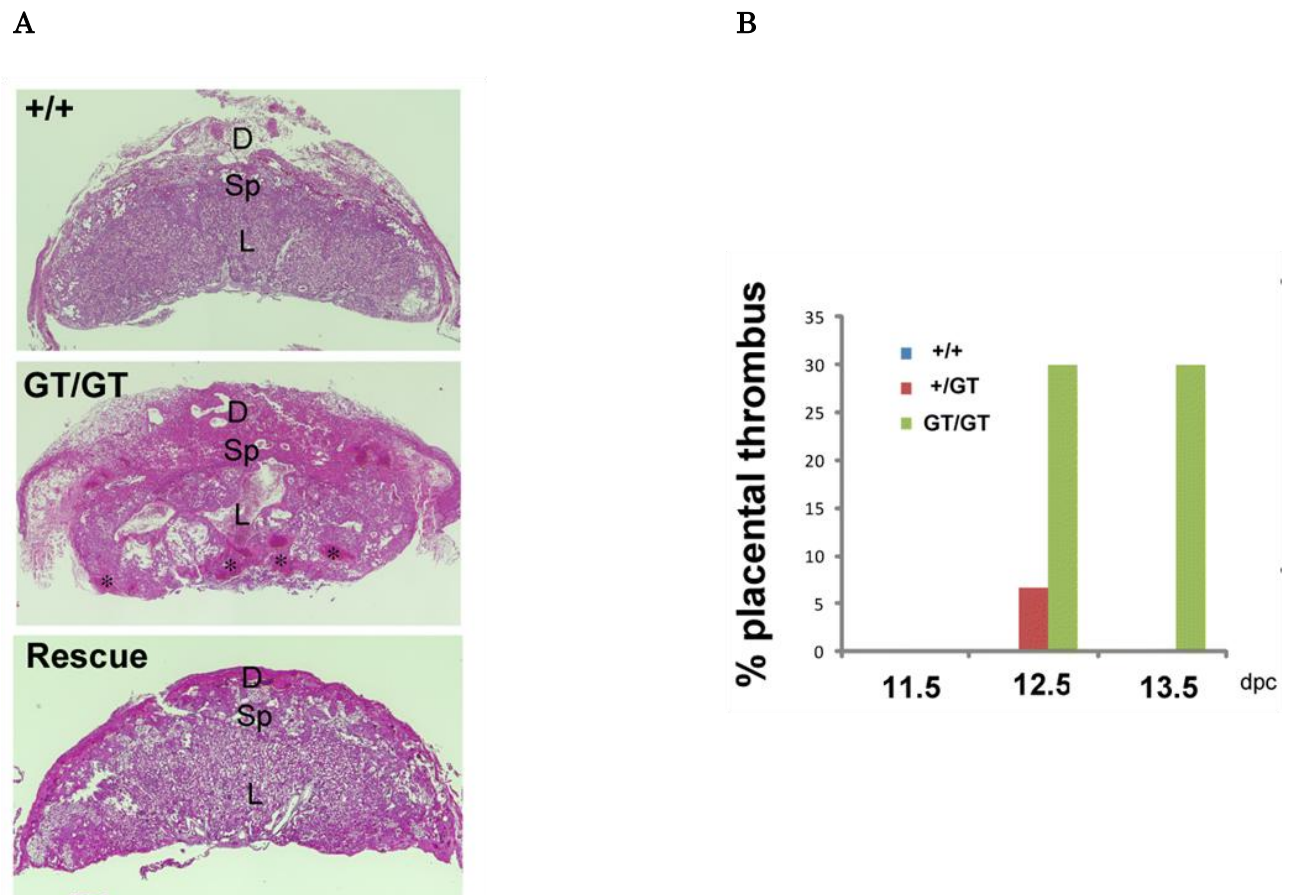 A
B
+/+
D
Sp
L
GT/GT
D
Sp
L
*
*
*
*
Rescue
D
Sp
L
% placental thrombus
35
30
25
20
15
10
5
0
+/+
+/GT
GT/GT
11.5
12.5
13.5
dpc